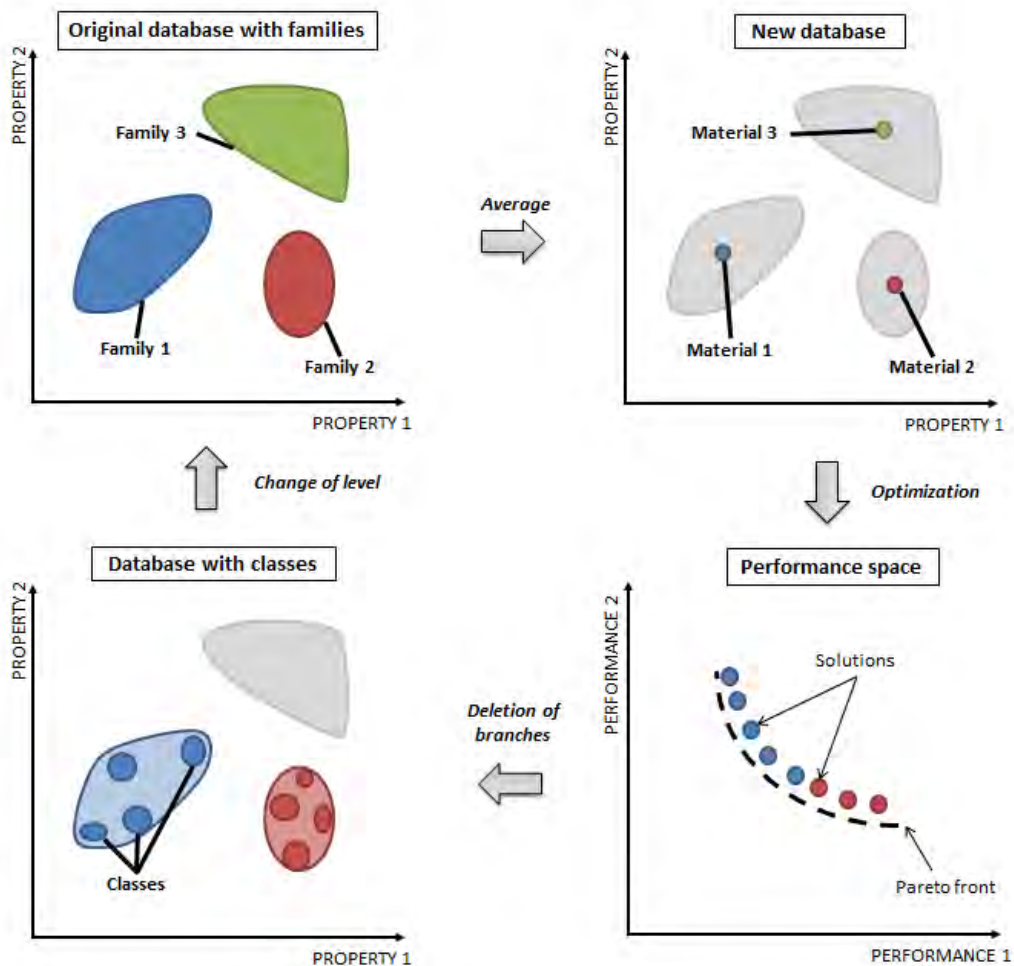 Original database with families
PROPERTY 2
Family 3
Family 1
Family 2
PROPERTY 1
Average
New database
PROPERTY 2
Material 3
Material 1
Material 2
PROPERTY 1
Change of level
Optimization
Database with classes
PROPERTY 2
Classes
PROPERTY 1
Deletion of
branches
Performance space
PERFORMANCE 2
Solutions
Pareto front
PERFORMANCE 1